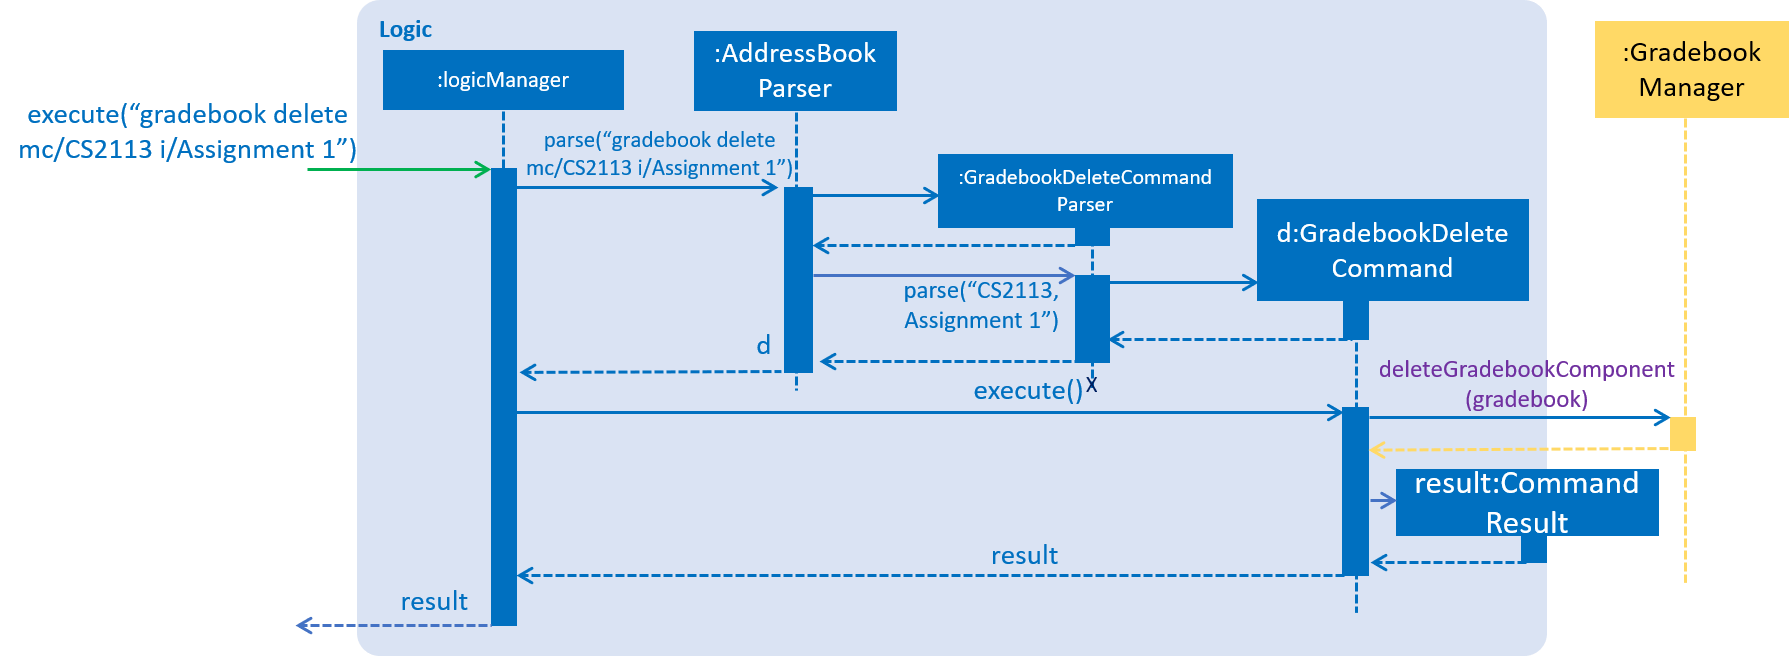 Logic
:logicManager
:AddressBook
Parser
:Gradebook
Manager
execute(“gradebook delete
mc/CS2113 i/Assignment 1”)
parse(“gradebook delete
mc/CS2113 i/Assignment 1”)
:GradebookDeleteCommand
Parser
d:GradebookDelete
Command
parse(“CS2113,
Assignment 1”)
d
X
execute()
deleteGradebookComponent
(gradebook)
result:Command
Result
result
result